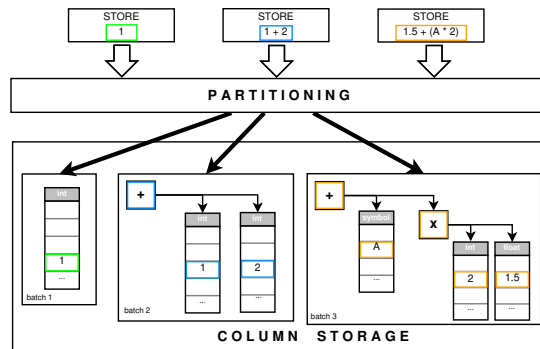 STORE
1
STORE
1 + 2
STORE
1.5 + (A * 2)
PARTITIONING
int
1
...
batch 1
+
int
1
...
int
2
...
batch 2
+
symbol
A
...
x
int
2
...
float
1.5
...
batch 3
COLUMN STORAGE